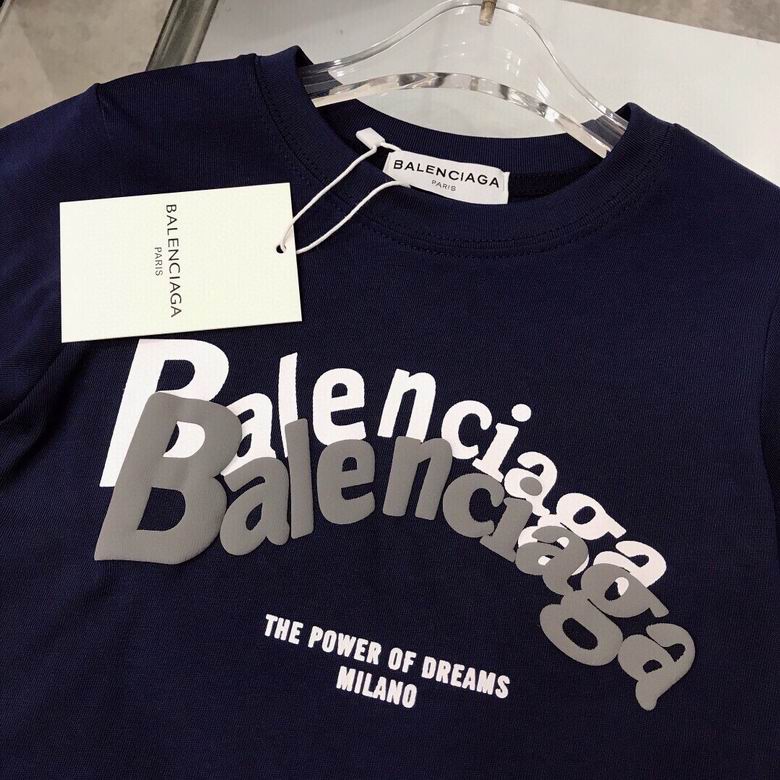 BALENCIAGA
PARIS
BALENCIAGA
PARIS
Balenciaga
Balenciaga
THE POWER OF DREAMS
MILANO